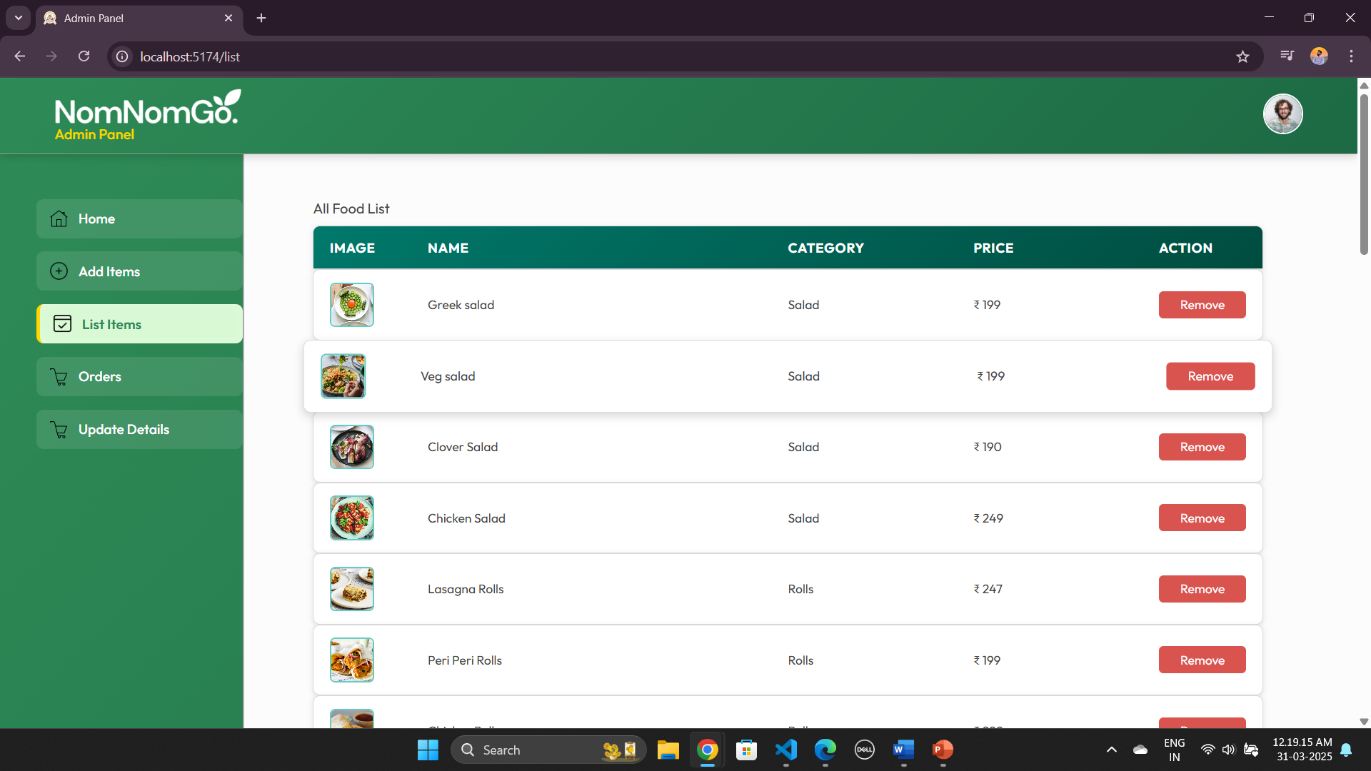 Admin Panel
localhost:5174/list
NomNomGo.
Admin Panel
Home
Add Items
List Items
Orders
Update Details
All Food List
IMAGE NAME CATEGORY PRICE ACTION
Greek salad Salad ₹ 199 Remove
Veg salad Salad ₹ 199 Remove
Clover Salad Salad ₹ 190 Remove
Chicken Salad Salad ₹ 249 Remove
Lasagna Rolls Rolls ₹ 247 Remove
Peri Peri Rolls Rolls ₹ 199 Remove
Search
DELL
ENG
IN
12.19.15 AM
31-03-2025